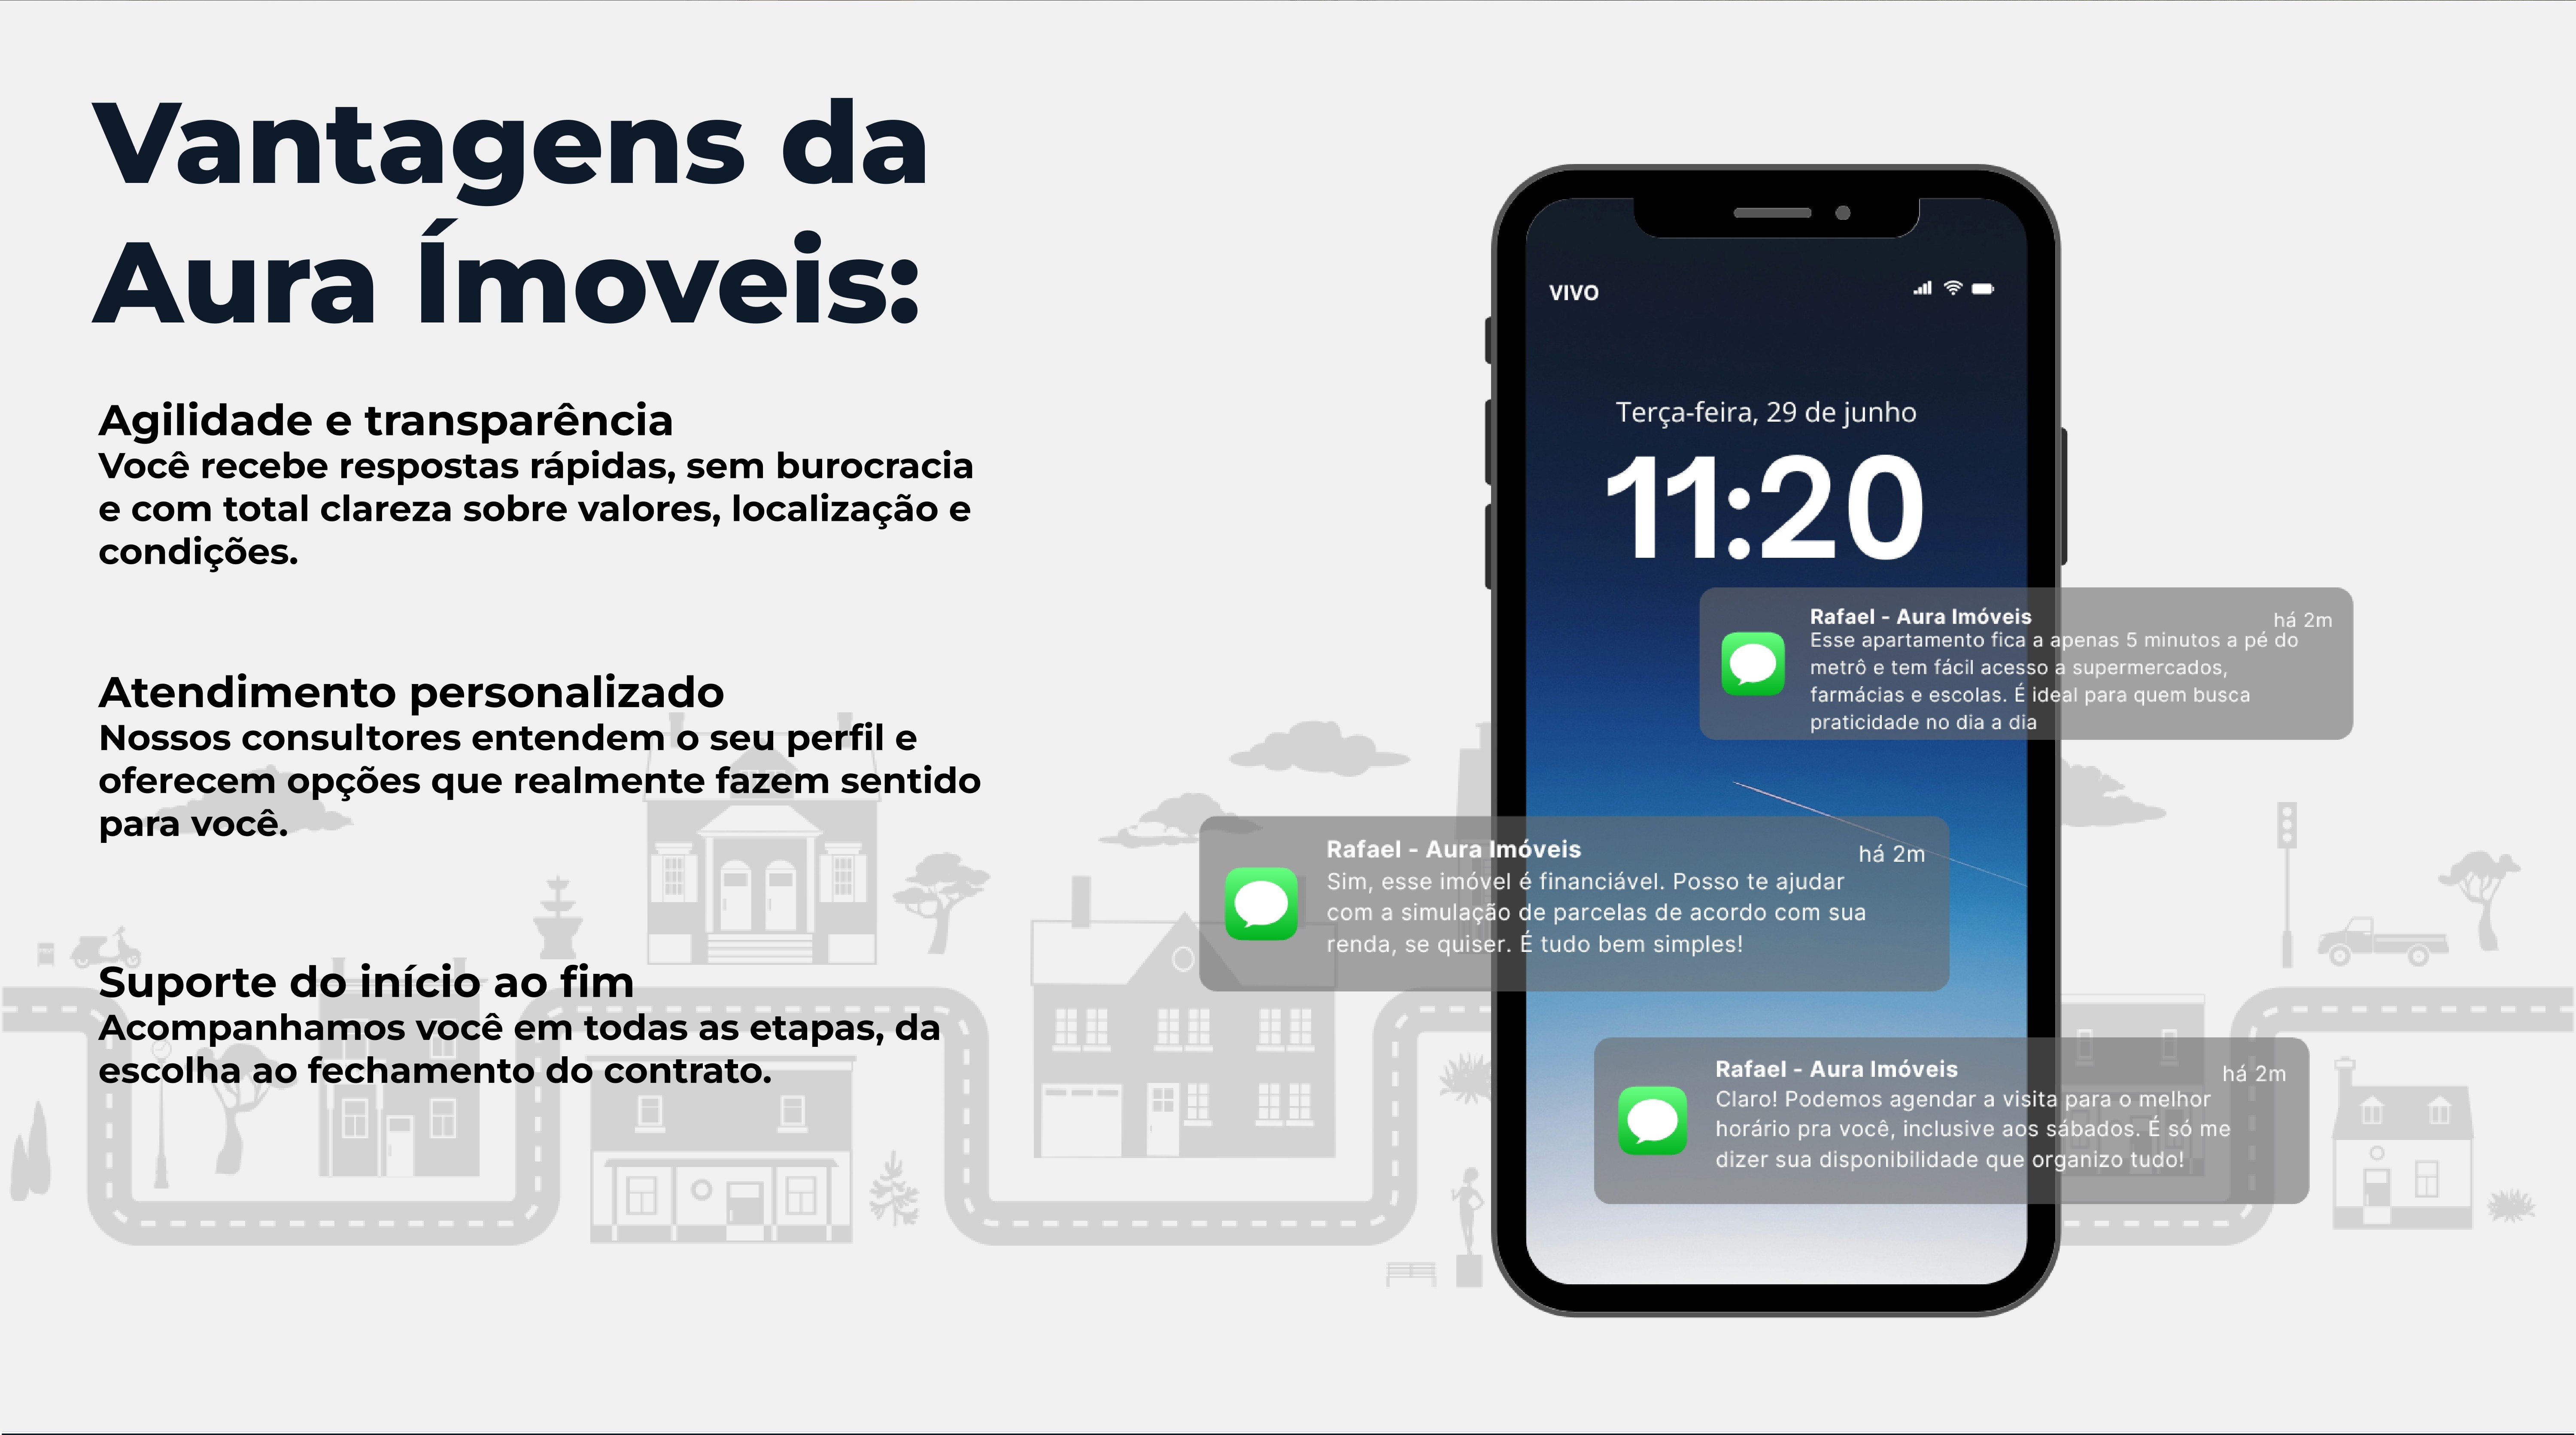 Vantagens da
Aura Ímoveis:
Agilidade e transparência
Você recebe respostas rápidas, sem burocracia
e com total clareza sobre valores, localização e
condições.
Atendimento personalizado
Nossos consultores entendem o seu perfil e
oferecem opções que realmente fazem sentido
para você.
Suporte do início ao fim
Acompanhamos você em todas as etapas, da
escolha ao fechamento do contrato.
VIVO
Terça-feira, 29 de junho
11:20
Rafael - Aura Imóveis
há 2m
Esse apartamento fica a apenas 5 minutos a pé do
metrô e tem fácil acesso a supermercados,
farmácias e escolas. É ideal para quem busca
praticidade no dia a dia
Rafael - Aura Imóveis
há 2m
Sim, esse imóvel é financiável. Posso te ajudar
com a simulação de parcelas de acordo com sua
renda, se quiser. É tudo bem simples!
Rafael - Aura Imóveis
há 2m
Claro! Podemos agendar a visita para o melhor
horário pra você, inclusive aos sábados. É só me
dizer sua disponibilidade que organizo tudo!